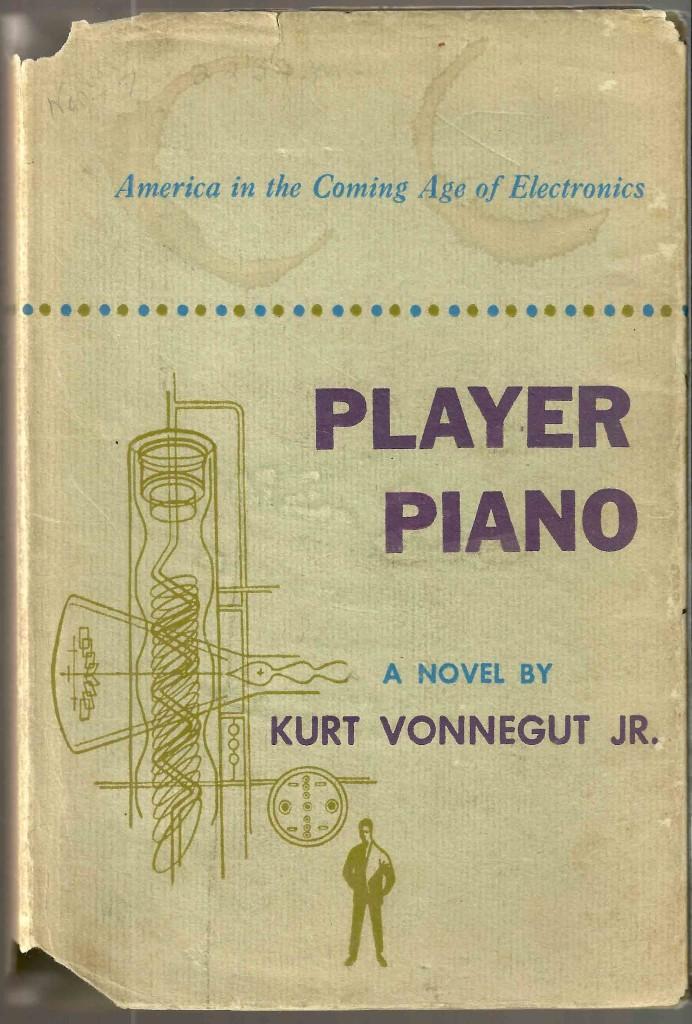 America in the Coming Age of Electronics
PLAYER
PIANO
A NOVEL BY
KURT VONNEGUT JR.